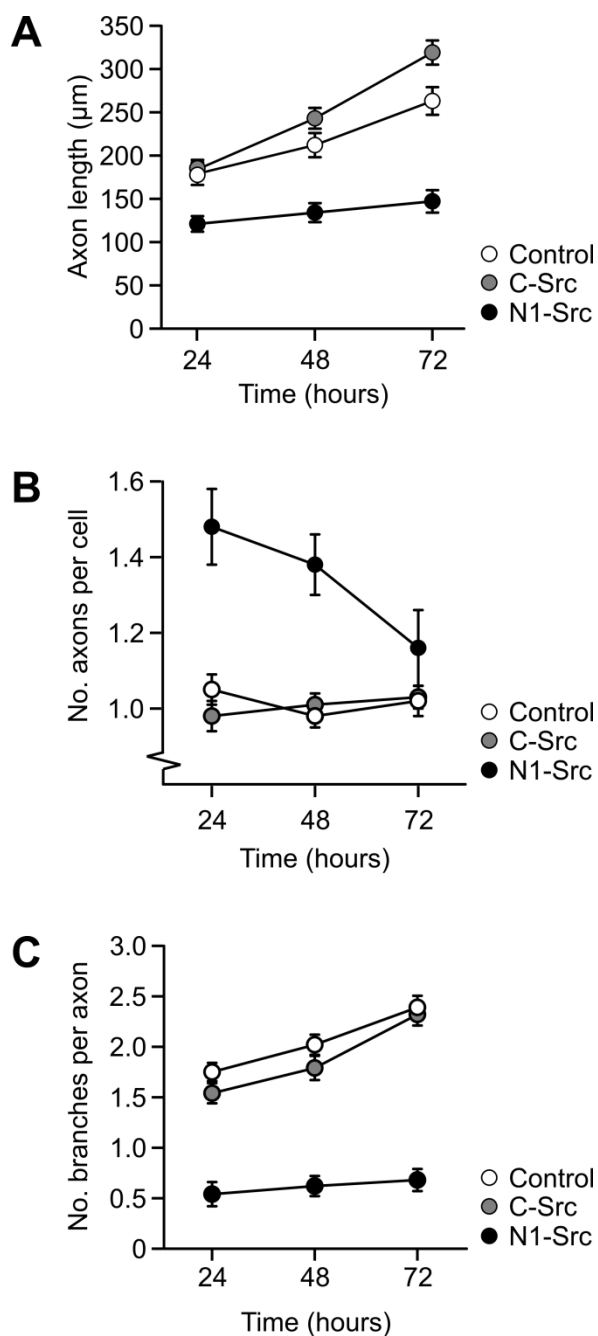 A
350
300
250
200
150
100
50
0
Axon length (µm)
24 48 72
Time (hours)
Control
C-Src
N1-Src
B
1.6
1.4
1.2
1.0
No. axons per cell
24 48 72
Time (hours)
Control
C-Src
N1-Src
C
3.0
2.5
2.0
1.5
1.0
0.5
0
No. branches per axon
24 48 72
Time (hours)
Control
C-Src
N1-Src